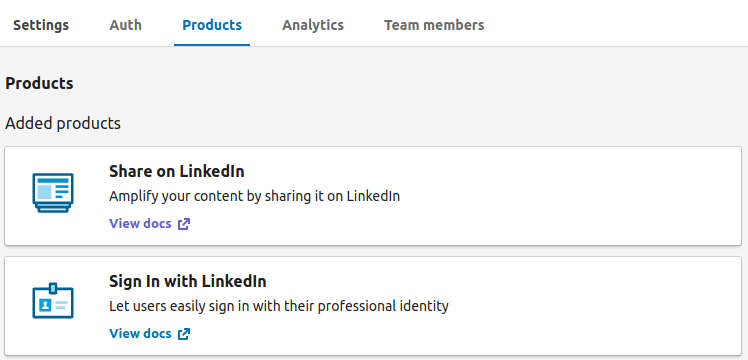 Settings Auth Products Analytics Team members
Products
Added products
Share on LinkedIn
Amplify your content by sharing it on LinkedIn
View docs
Sign In with LinkedIn
Let users easily sign in with their professional identity
View docs